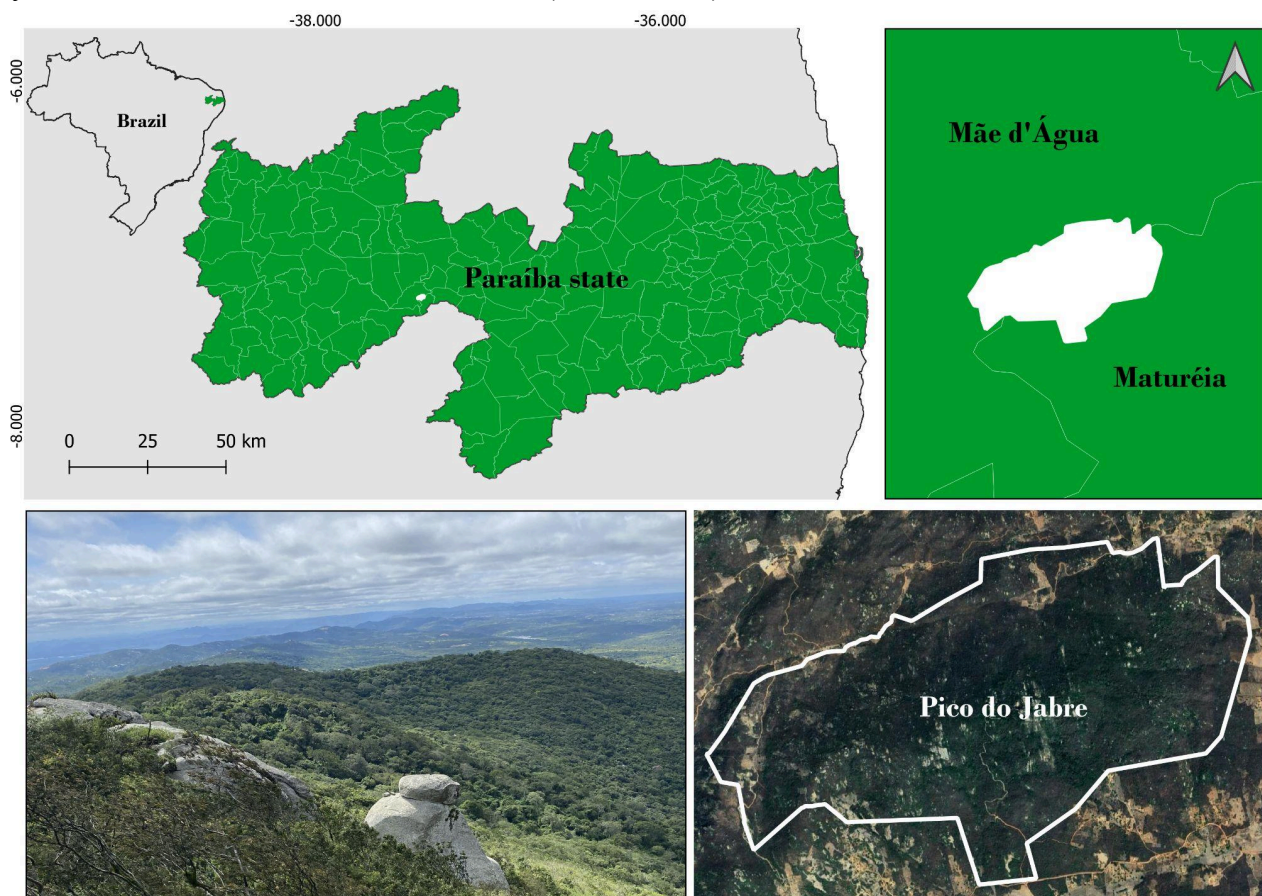 -38.000
-36.000
-6.000
-8.000
Brazil
Paraíba state
0 25 50 km
Mãe d'Água
Maturéia
Pico do Jabre